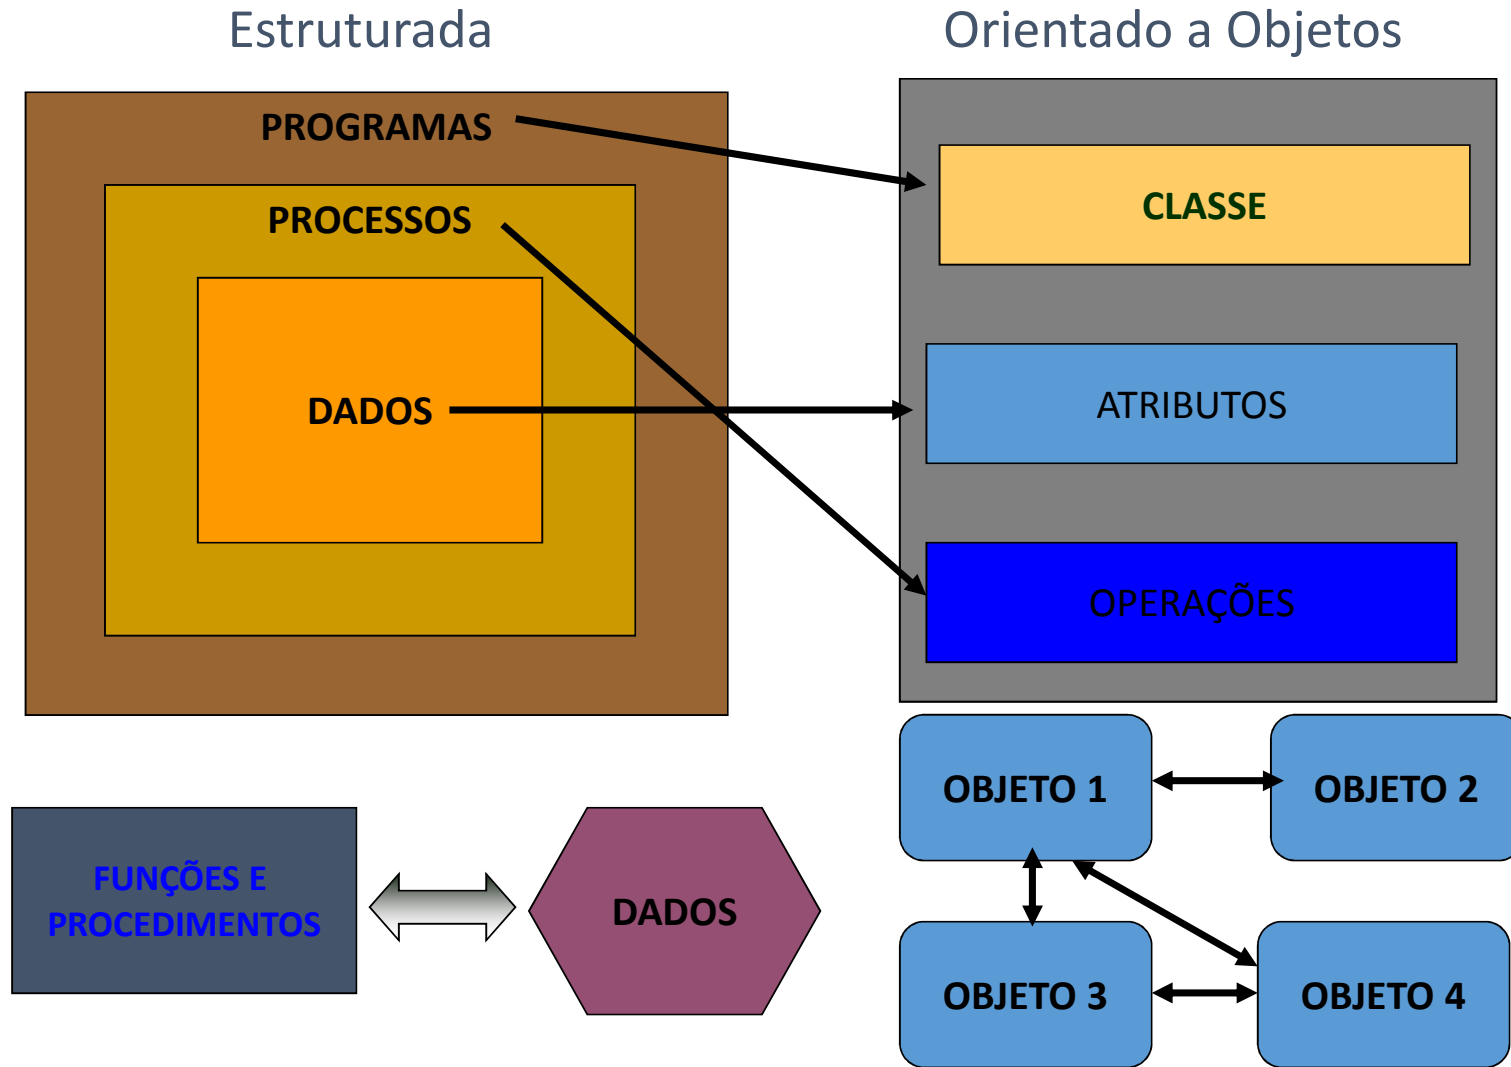 Estruturada
Orientado a Objetos
PROGRAMAS
PROCESSOS
DADOS
CLASSE
ATRIBUTOS
OPERAÇÕES
FUNÇÕES E
PROCEDIMENTOS
DADOS
OBJETO 1
OBJETO 2
OBJETO 3
OBJETO 4